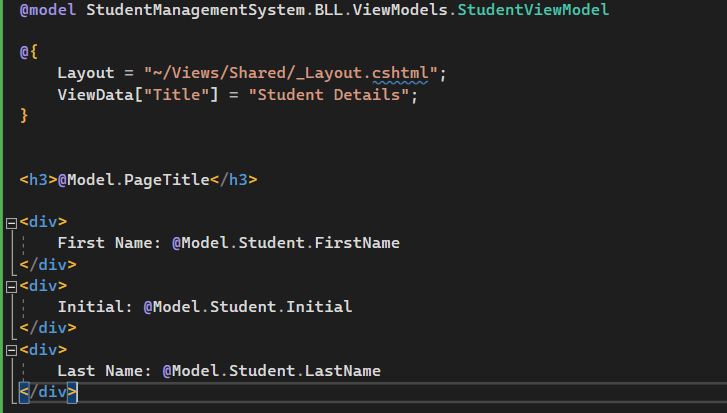 @model StudentManagementSystem.BLL.ViewModels.StudentViewModel
@{
Layout = "~/Views/Shared/_Layout.cshtml";
ViewData["Title"] = "Student Details";
}
<h3>@Model.PageTitle</h3>
<div>
First Name: @Model.Student.FirstName
</div>
<div>
Initial: @Model.Student.Initial
</div>
<div>
Last Name: @Model.Student.LastName
</div>